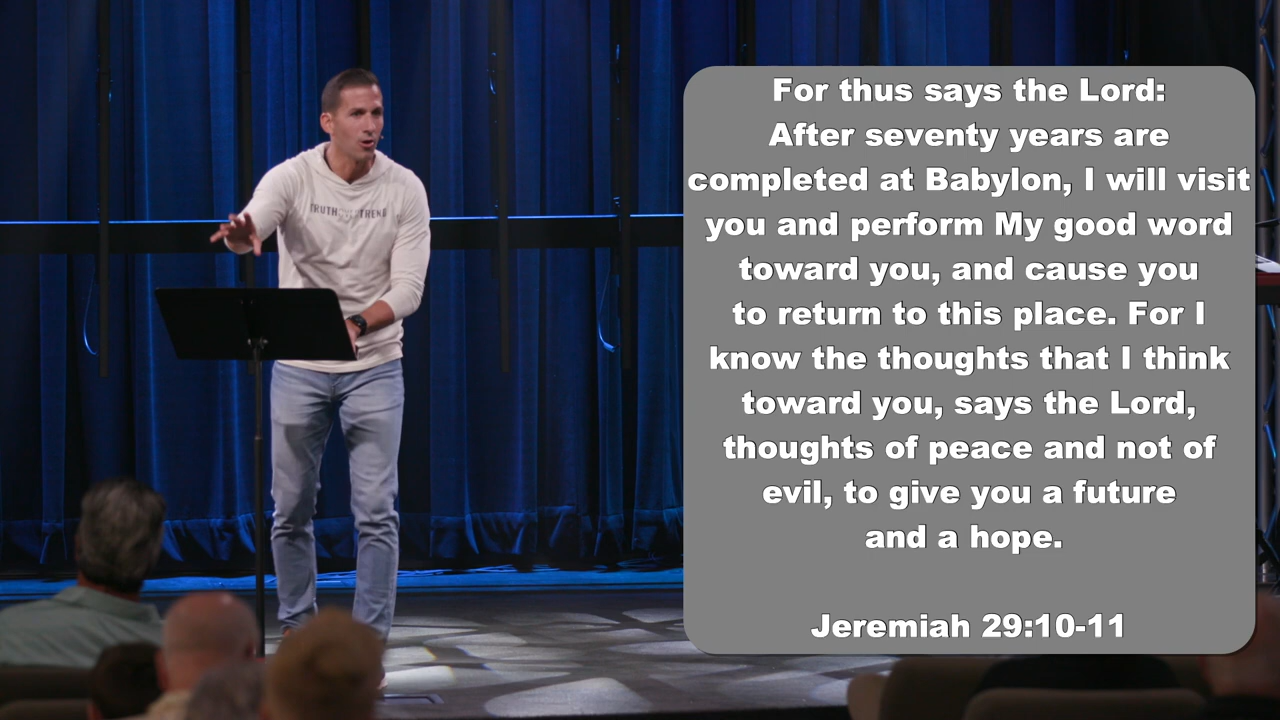 TRUTHOVERTREND
For thus says the Lord:
After seventy years are
completed at Babylon, I will visit
you and perform My good word
toward you, and cause you
to return to this place. For I
know the thoughts that I think
toward you, says the Lord,
thoughts of peace and not of
evil, to give you a future
and a hope.
Jeremiah 29:10-11